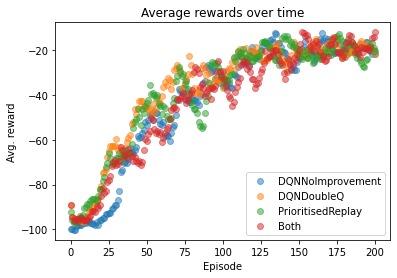 Average rewards over time
Avg. reward
−20
−40
−60
−80
−100
0
25
50
75
100
125
150
175
200
Episode
DQNNoImprovement
DQNDoubleQ
PrioritisedReplay
Both